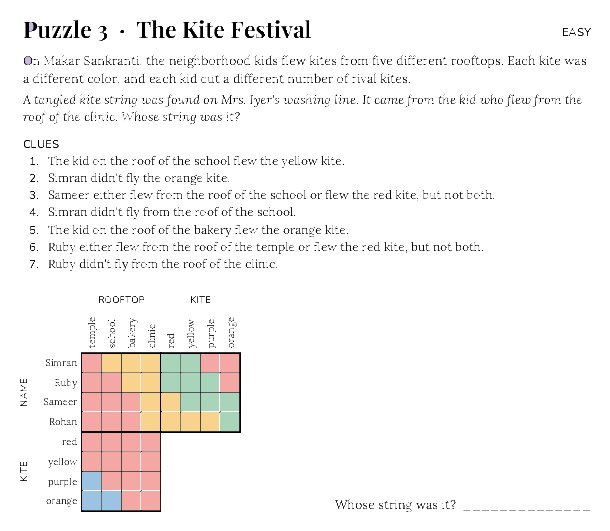 Puzzle 3 · The Kite Festival
EASY
On Makar Sankranti, the neighborhood kids flew kites from five different rooftops. Each kite was
a different color, and each kid cut a different number of rival kites.
A tangled kite string was found on Mrs. Iyer's washing line. It came from the kid who flew from the
roof of the clinic. Whose string was it?
CLUES
1. The kid on the roof of the school flew the yellow kite.
2. Simran didn't fly the orange kite.
3. Sameer either flew from the roof of the school or flew the red kite, but not both.
4. Simran didn't fly from the roof of the school.
5. The kid on the roof of the bakery flew the orange kite.
6. Ruby either flew from the roof of the temple or flew the red kite, but not both.
7. Ruby didn't fly from the roof of the clinic.
ROOFTOP KITE
temple school bakery clinic red yellow purple orange
NAME
Simran
Ruby
Sameer
Rohan
KITE
red
yellow
purple
orange
Whose string was it? _ _ _ _ _ _ _ _ _ _ _ _ _ _